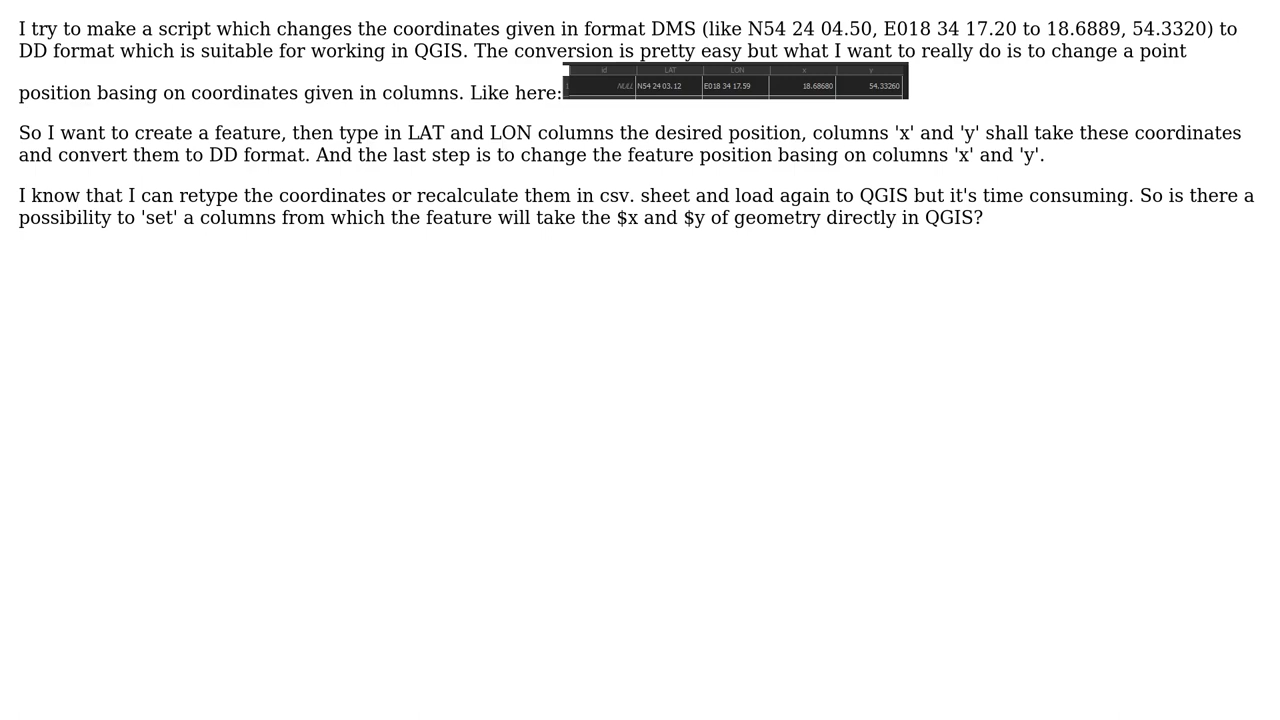 I try to make a script which changes the coordinates given in format DMS (like N54 24 04.50, E018 34 17.20 to 18.6889, 54.3320) to
DD format which is suitable for working in QGIS. The conversion is pretty easy but what I want to really do is to change a point
id LAT LON x y
position basing on coordinates given in columns. Like here: 1 NULL N54 24 03.12 E018 34 17.59 18.68680 54.33260
So I want to create a feature, then type in LAT and LON columns the desired position, columns 'x' and 'y' shall take these coordinates
and convert them to DD format. And the last step is to change the feature position basing on columns 'x' and 'y'.
I know that I can retype the coordinates or recalculate them in csv. sheet and load again to QGIS but it's time consuming. So is there a
possibility to 'set' a columns from which the feature will take the $x and $y of geometry directly in QGIS?